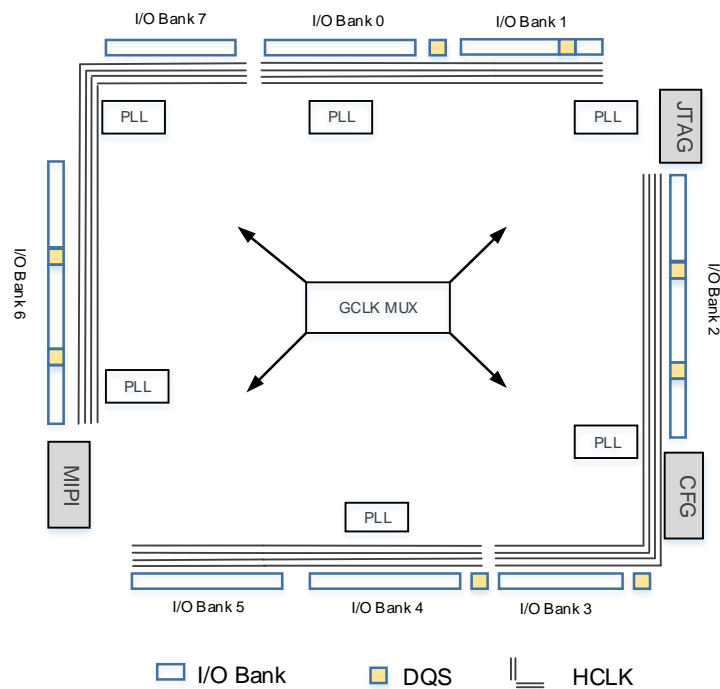 I/O Bank 7
I/O Bank 0
I/O Bank 1
PLL
PLL
PLL
JTAG
I/O Bank 6
GCLK MUX
I/O Bank 2
PLL
PLL
MIPI
CFG
PLL
I/O Bank 5
I/O Bank 4
I/O Bank 3
I/O Bank
DQS
HCLK